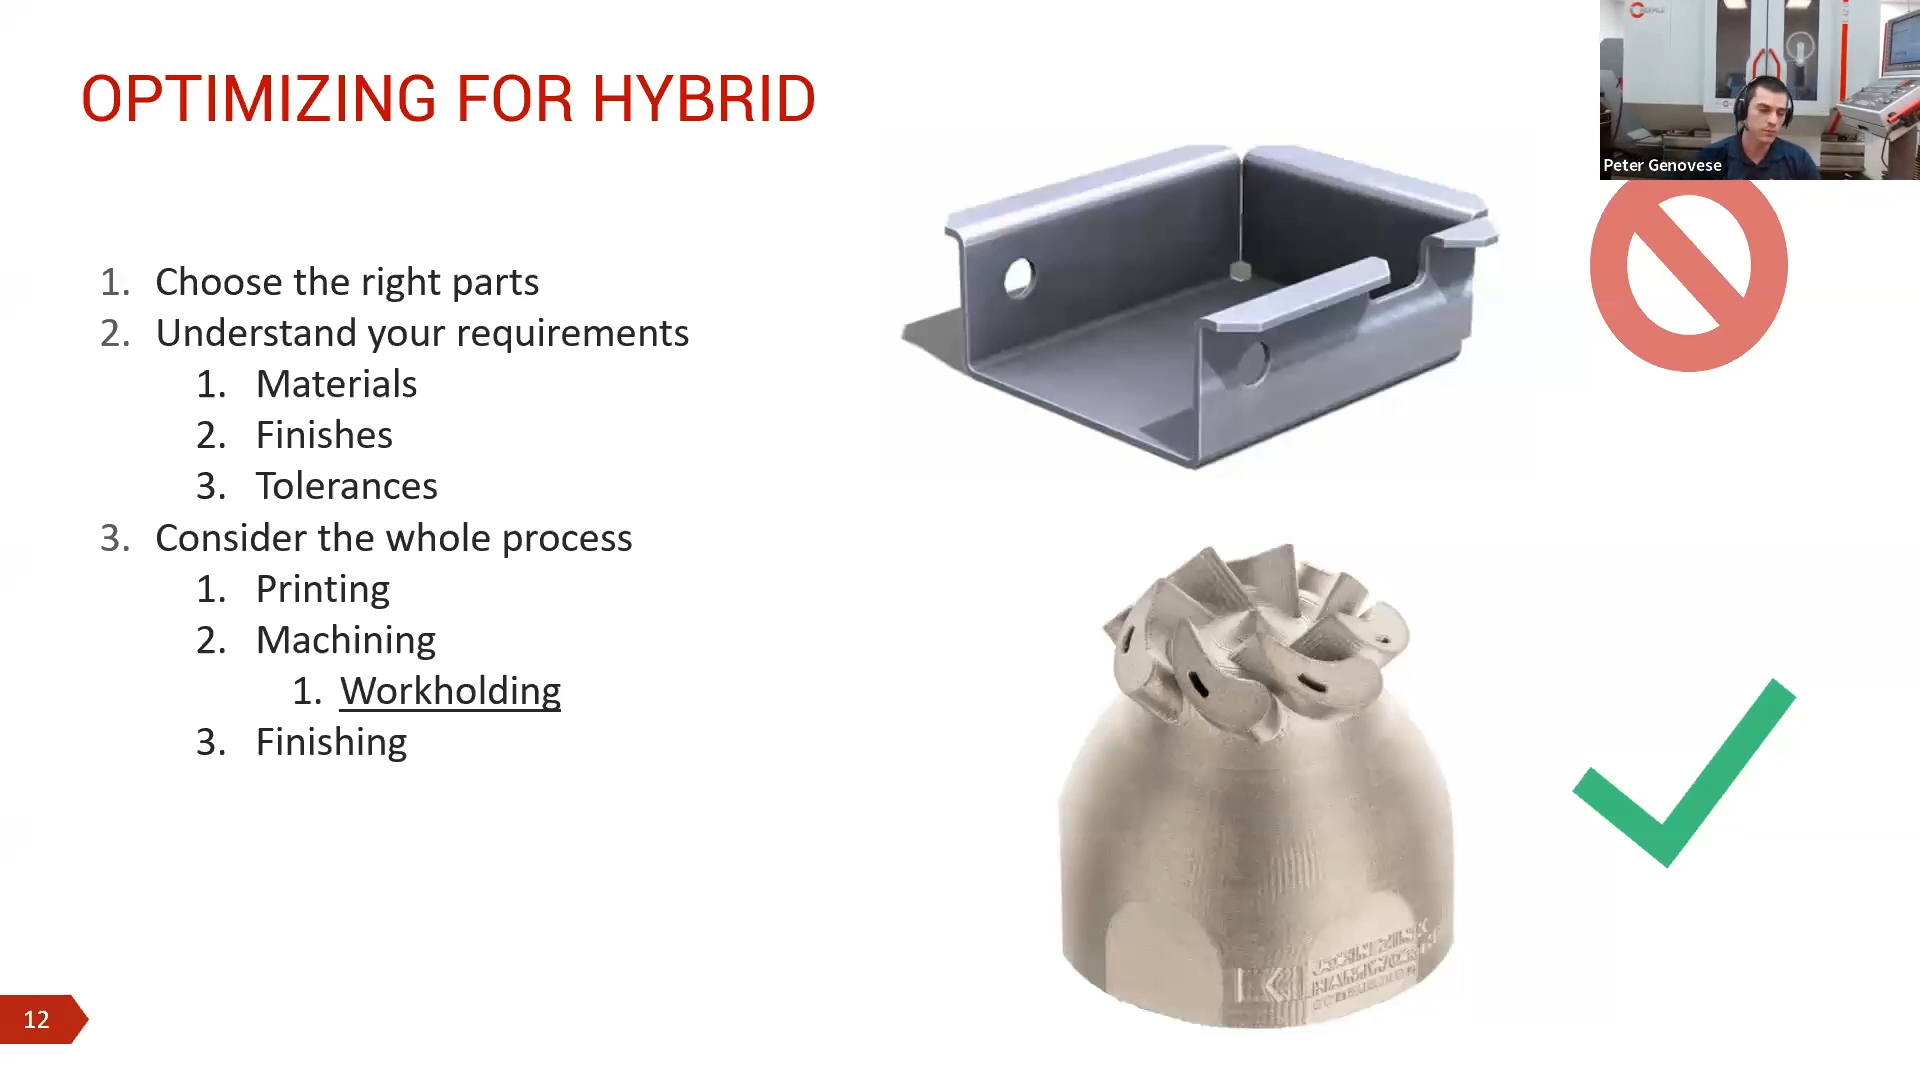 OPTIMIZING FOR HYBRID
Peter Genovese
1. Choose the right parts
2. Understand your requirements
1. Materials
2. Finishes
3. Tolerances
3. Consider the whole process
1. Printing
2. Machining
1. Workholding
3. Finishing
12